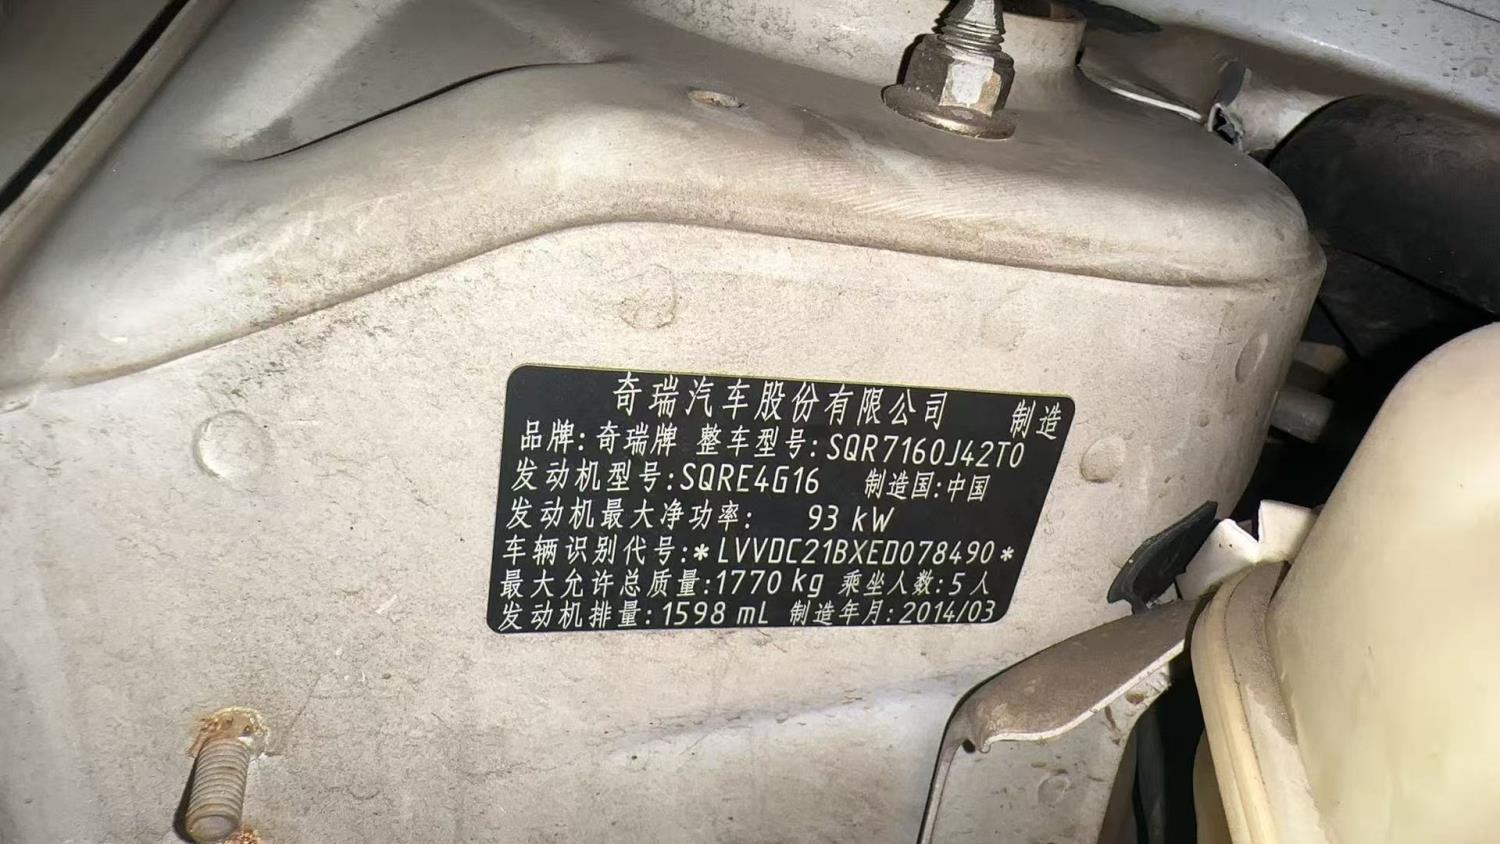 奇瑞汽车股份有限公司 制造
品牌: 奇瑞牌 整车型号: SQR7160J42T0
发动机型号: SQRE4G16 制造国: 中国
发动机最大净功率: 93 kW
车辆识别代号: *LVVDC21BXED078490*
最大允许总质量: 1770 kg 乘坐人数: 5 人
发动机排量: 1598 mL 制造年月: 2014/03